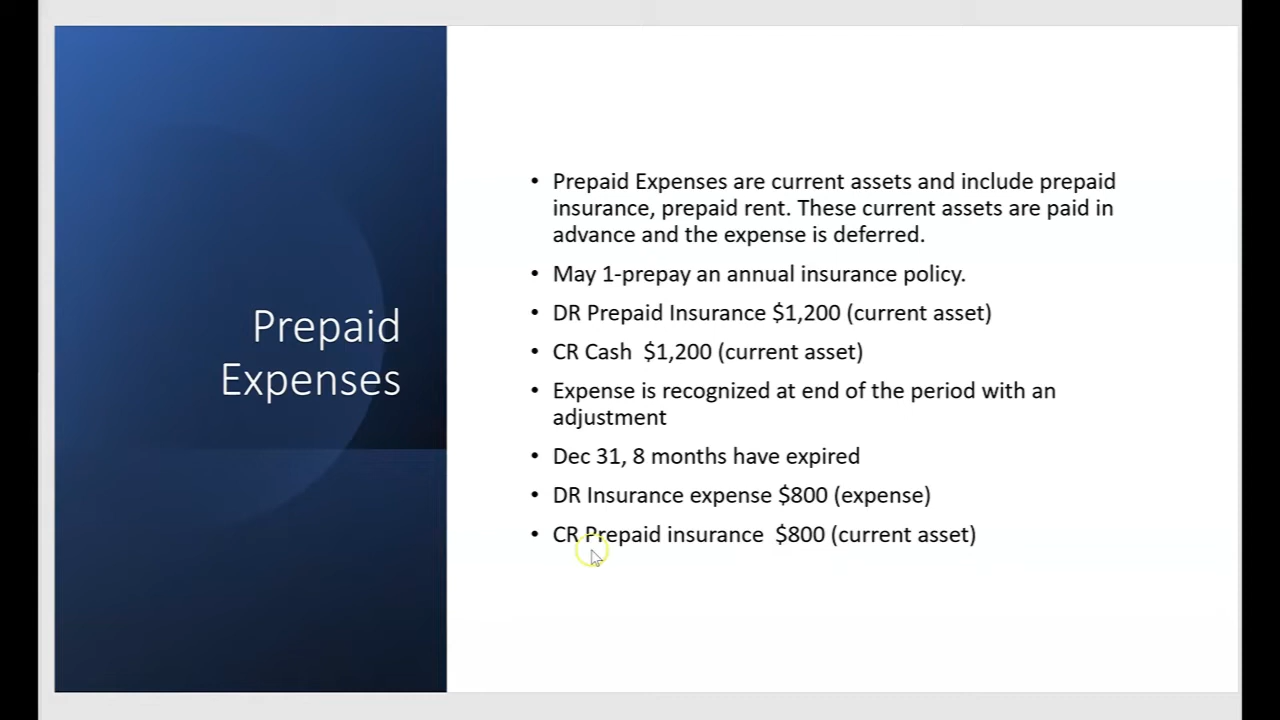 Prepaid
Expenses
• Prepaid Expenses are current assets and include prepaid
insurance, prepaid rent. These current assets are paid in
advance and the expense is deferred.
• May 1-prepay an annual insurance policy.
• DR Prepaid Insurance $1,200 (current asset)
• CR Cash  $1,200 (current asset)
• Expense is recognized at end of the period with an
adjustment
• Dec 31, 8 months have expired
• DR Insurance expense $800 (expense)
• CR Prepaid insurance  $800 (current asset)